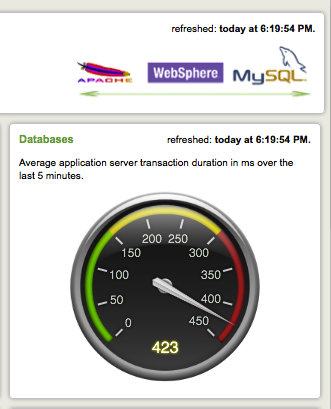 refreshed: today at 6:19:54 PM.
APACHE WebSphere MySQL
Databases refreshed: today at 6:19:54 PM.
Average application server transaction duration in ms over the
last 5 minutes.
200 250
150 300
100 350
50 400
0 450
423